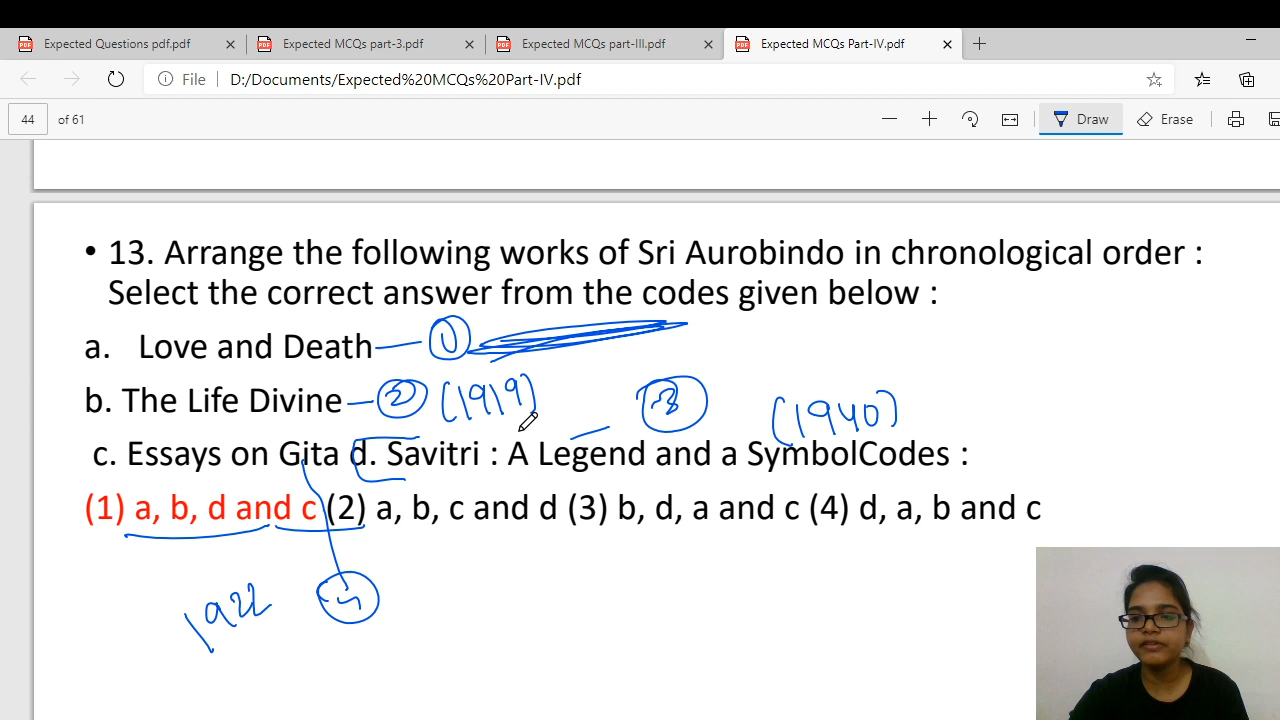 Expected Questions pdf.pdf
Expected MCQs part-3.pdf
Expected MCQs part-III.pdf
Expected MCQs Part-IV.pdf
File
D:/Documents/Expected%20MCQs%20Part-IV.pdf
44 of 61
Draw
Erase
• 13. Arrange the following works of Sri Aurobindo in chronological order :
Select the correct answer from the codes given below :
a. Love and Death 1
b. The Life Divine 2 (1919) 3 (1940)
c. Essays on Gita d. Savitri : A Legend and a SymbolCodes :
(1) a, b, d and c (2) a, b, c and d (3) b, d, a and c (4) d, a, b and c
1922 4